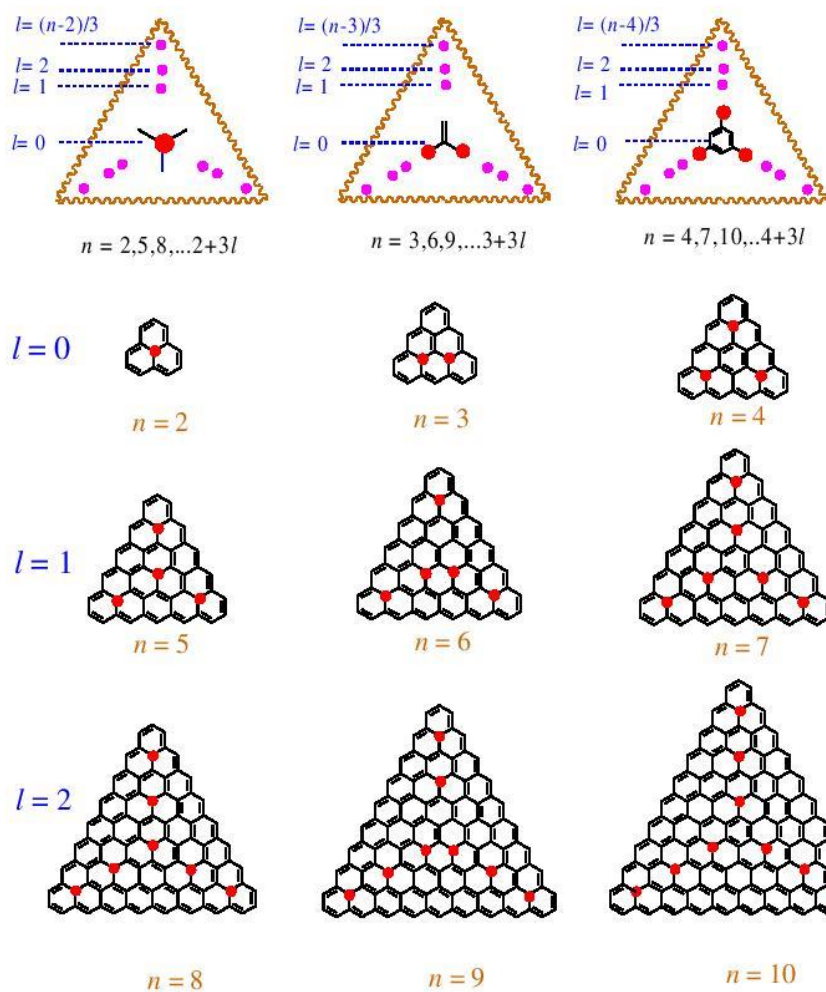 l= (n-2)/3
l= 2
l= 1
l= 0
n = 2,5,8,...2+3l
l= (n-3)/3
l= 2
l= 1
l= 0
n = 3,6,9,...3+3l
l= (n-4)/3
l= 2
l= 1
l= 0
n = 4,7,10,..4+3l
l = 0
n = 2
n = 3
n = 4
l = 1
n = 5
n = 6
n = 7
l = 2
n = 8
n = 9
n = 10